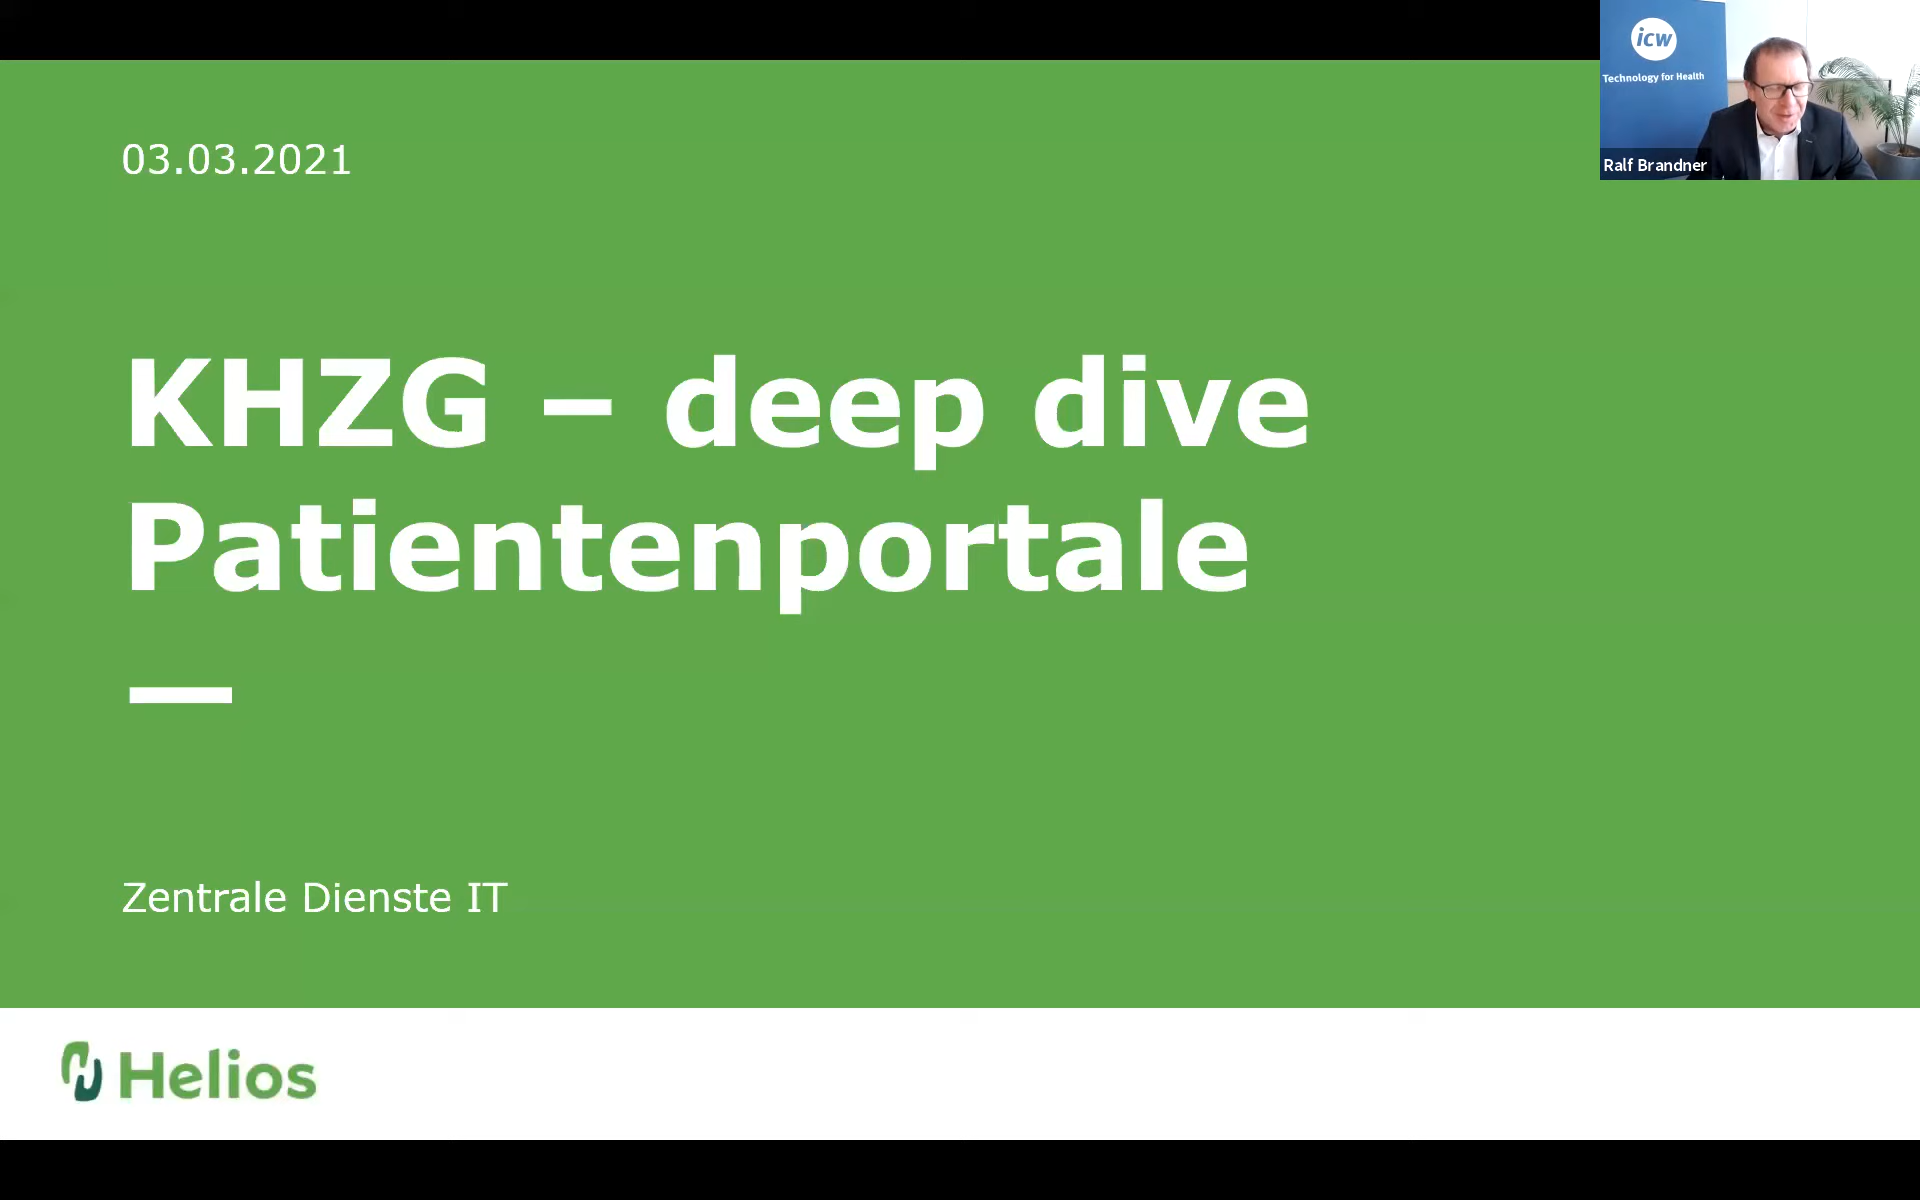 icw
Technology for Health
Ralf Brandner
03.03.2021
KHZG – deep dive
Patientenportale
Zentrale Dienste IT
Helios